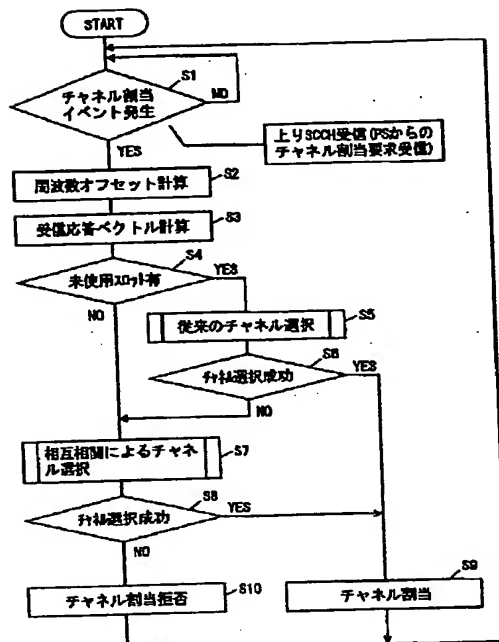 START
チャネル割当
イベント発生
S1
NO
YES
上りSCCH受信(PSからの
チャネル割当要求受信)
周波数オフセット計算
S2
受信応答ベクトル計算
S3
未使用スロット有
S4
YES
NO
従来のチャネル選択
S5
チャネル選択成功
S6
YES
NO
相互相関によるチャネ
ル選択
S7
チャネル選択成功
S8
YES
NO
チャネル割当拒否
S10
チャネル割当
S9